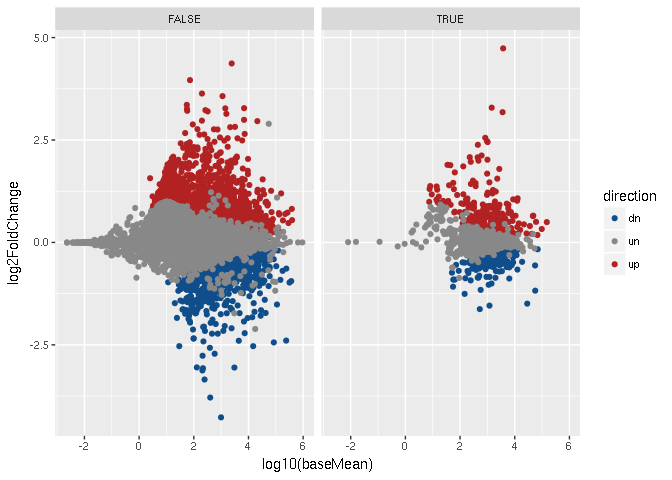 FALSE
TRUE
5.0
2.5
0.0
-2.5
log2FoldChange
-2 0 2 4 6
-2 0 2 4 6
log10(baseMean)
direction
dn
un
up